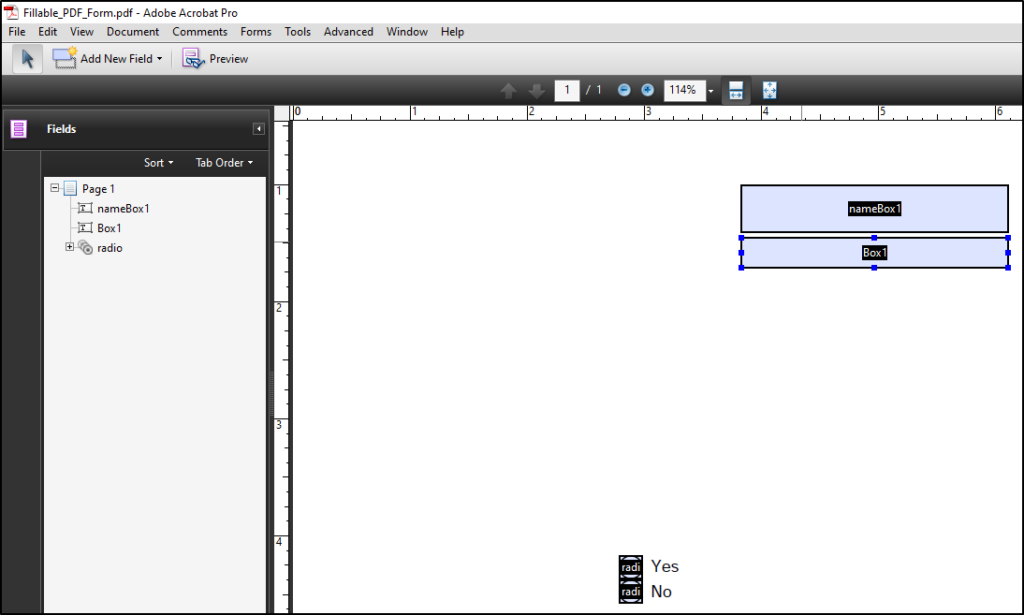 Fillable_PDF_Form.pdf - Adobe Acrobat Pro
File Edit View Document Comments Forms Tools Advanced Window Help
Add New Field Preview
1 / 1 114%
0 1 2 3 4 5 6
Fields
Sort Tab Order
Page 1
nameBox1
Box1
radio
1
2
3
4
nameBox1
Box1
radi Yes
radi No